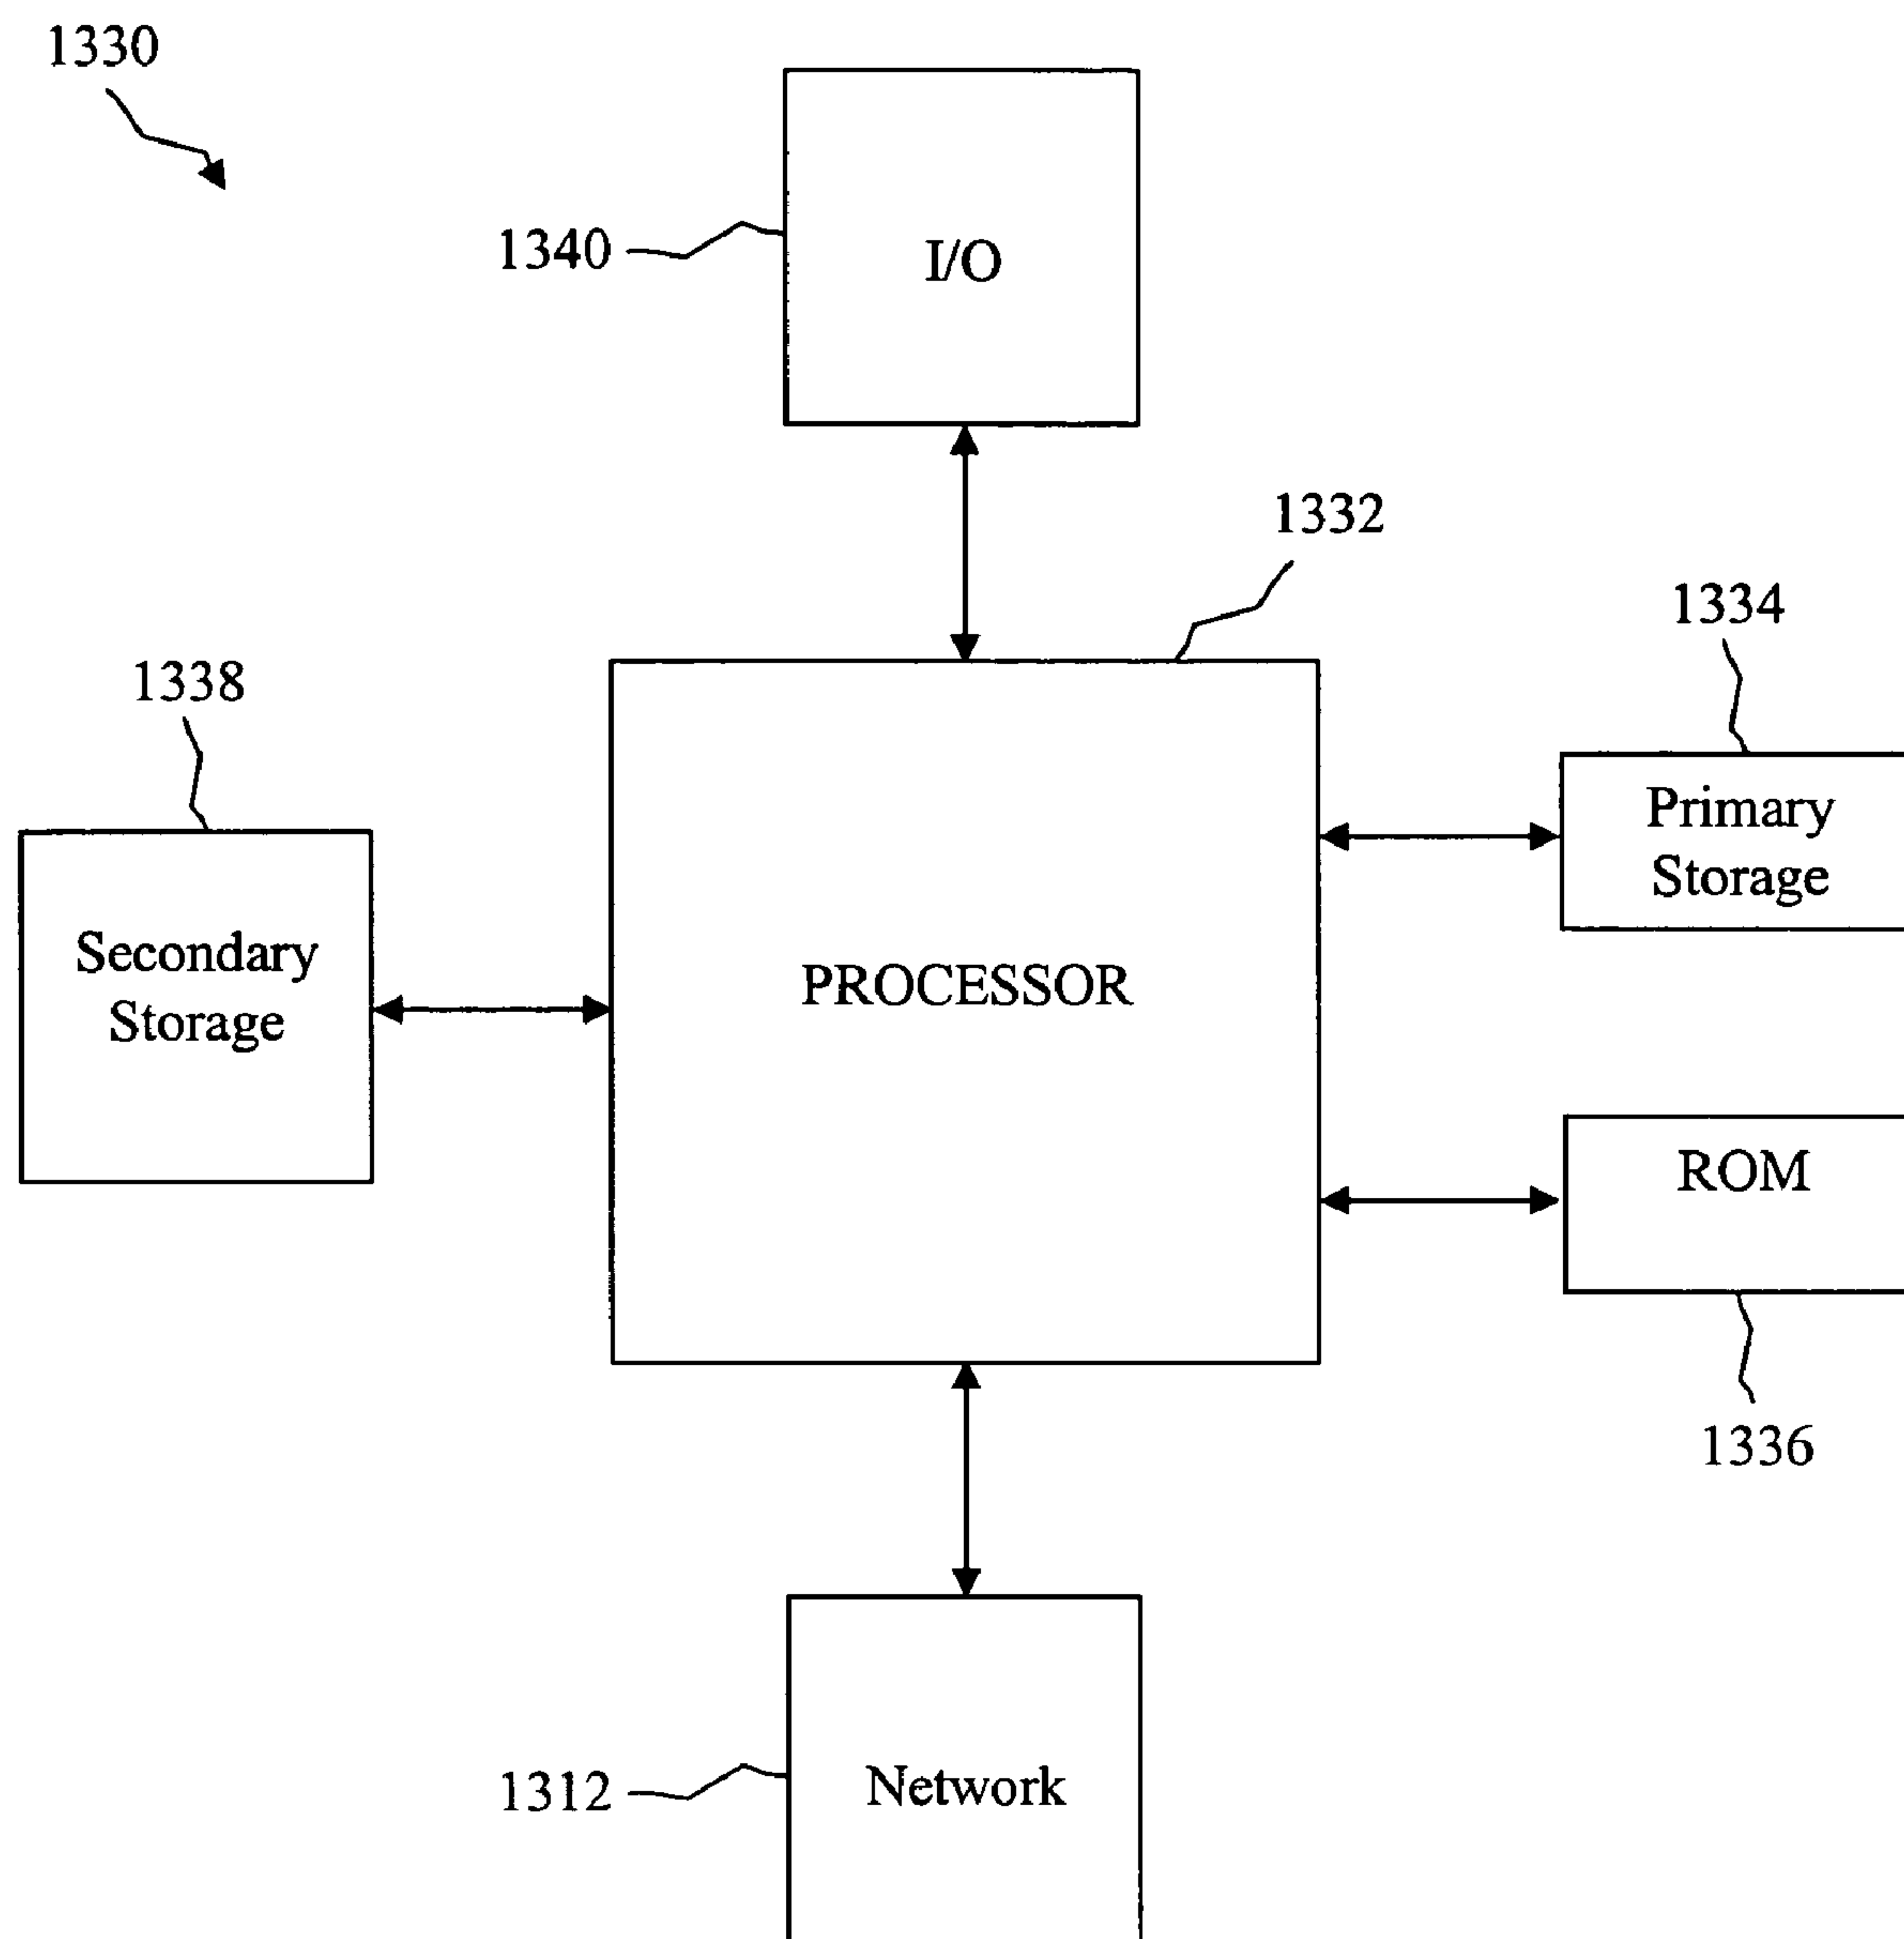 1330
1340
I/O
1332
1334
1338
Primary
Storage
Secondary
Storage
PROCESSOR
ROM
1336
1312
Network